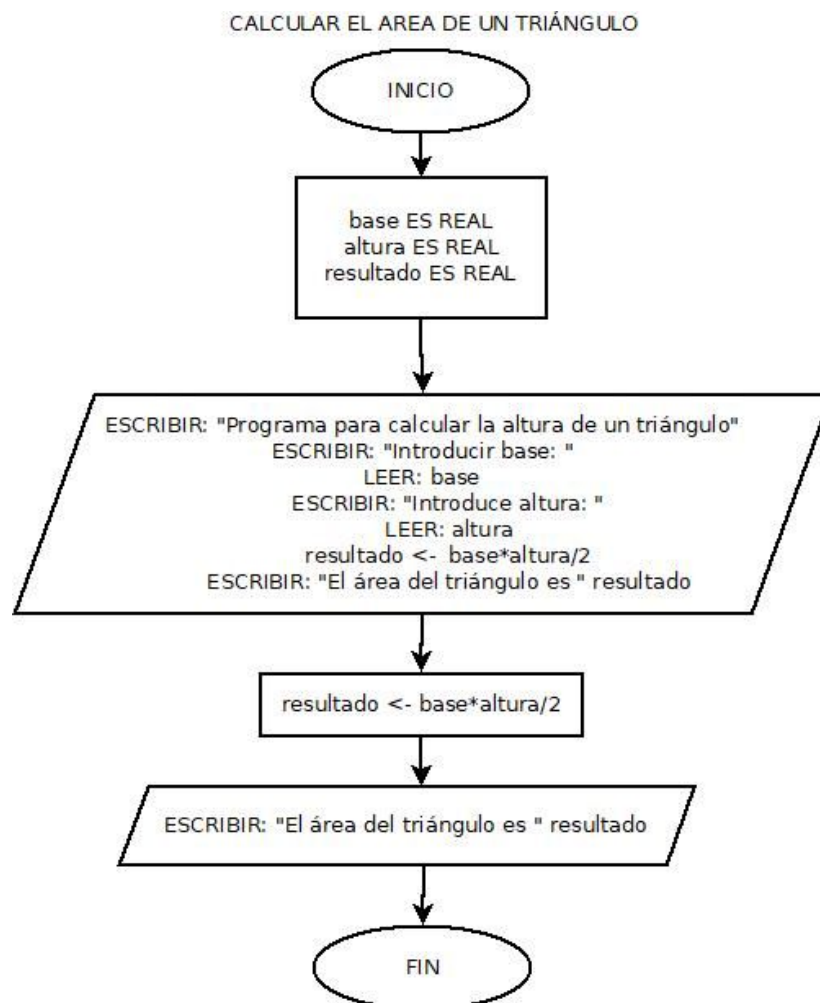 CALCULAR EL AREA DE UN TRIÁNGULO
INICIO
base ES REAL
altura ES REAL
resultado ES REAL
ESCRIBIR: "Programa para calcular la altura de un triángulo"
ESCRIBIR: "Introducir base: "
LEER: base
ESCRIBIR: "Introduce altura: "
LEER: altura
resultado <- base*altura/2
ESCRIBIR: "El área del triángulo es " resultado
resultado <- base*altura/2
ESCRIBIR: "El área del triángulo es " resultado
FIN